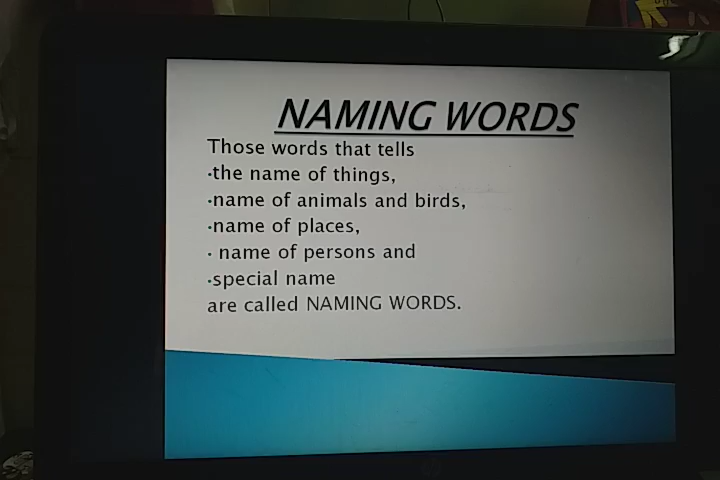 NAMING WORDS
Those words that tells
•the name of things,
•name of animals and birds,
•name of places,
• name of persons and
•special name
are called NAMING WORDS.